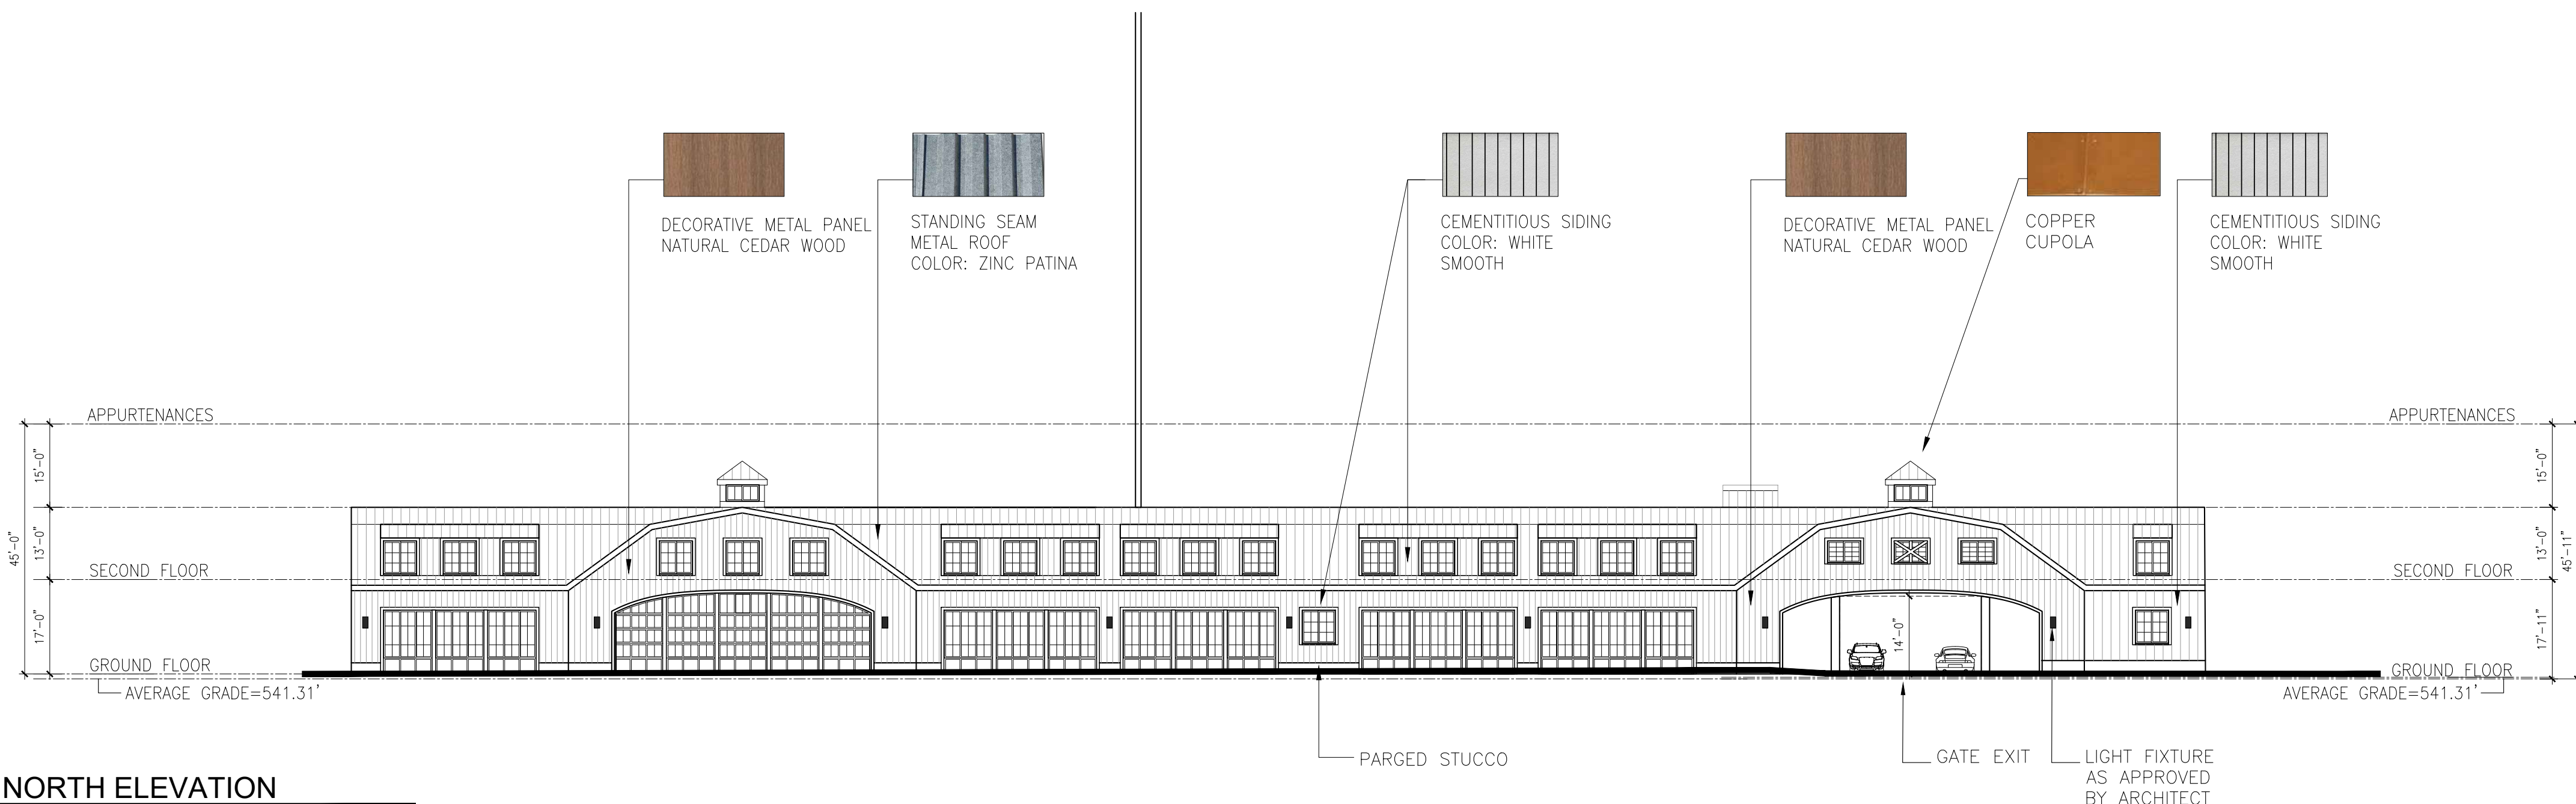 DECORATIVE METAL PANEL
NATURAL CEDAR WOOD
STANDING SEAM
METAL ROOF
COLOR: ZINC PATINA
CEMENTITIOUS SIDING
COLOR: WHITE
SMOOTH
DECORATIVE METAL PANEL
NATURAL CEDAR WOOD
COPPER
CUPOLA
CEMENTITIOUS SIDING
COLOR: WHITE
SMOOTH
APPURTENANCES
APPURTENANCES
15'-0"
15'-0"
45'-0"
13'-0"
13'-0"
45'-11"
SECOND FLOOR
SECOND FLOOR
17'-0"
14'-0"
17'-11"
GROUND FLOOR
GROUND FLOOR
AVERAGE GRADE=541.31'
AVERAGE GRADE=541.31'
PARGED STUCCO
GATE EXIT
LIGHT FIXTURE
AS APPROVED
BY ARCHITECT
NORTH ELEVATION